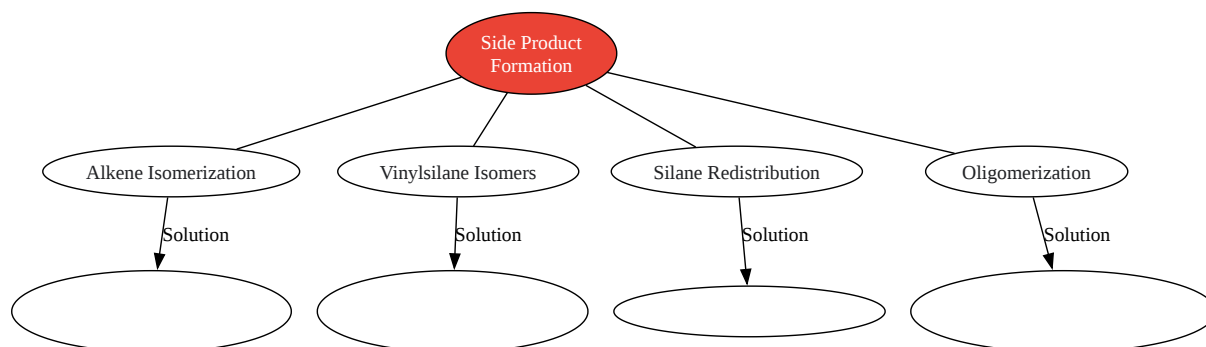 Side Product
Formation
Alkene Isomerization
Vinylsilane Isomers
Silane Redistribution
Oligomerization
Solution
Solution
Solution
Solution